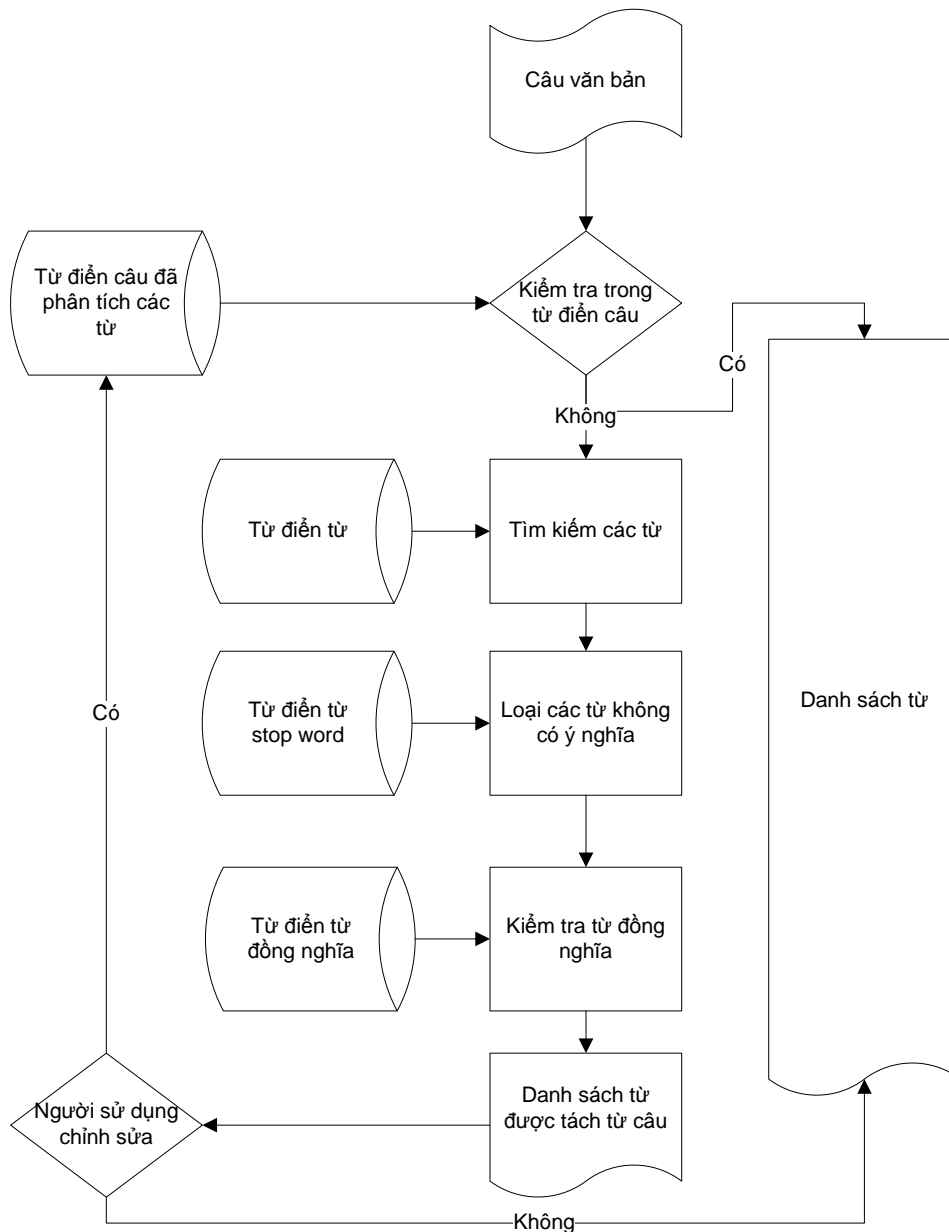 Câu văn bản
Từ điển câu đã
phân tích các
từ
Kiểm tra trong
từ điển câu
Có
Không
Từ điển từ
Tìm kiếm các từ
Từ điển từ
stop word
Loại các từ không
có ý nghĩa
Danh sách từ
Có
Từ điển từ
đồng nghĩa
Kiểm tra từ đồng
nghĩa
Danh sách từ
được tách từ câu
Người sử dụng
chỉnh sửa
Không